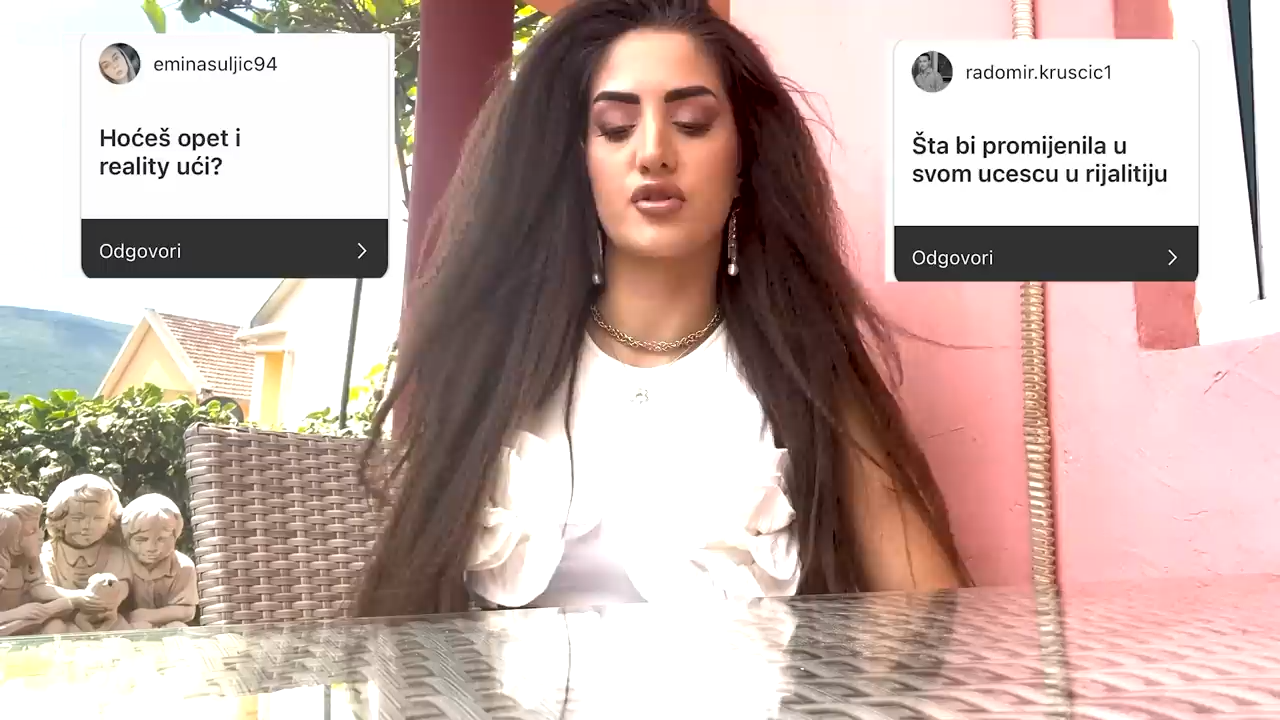 eminasuljic94
Hoćeš opet i
reality ući?
Odgovori
radomir.kruscic1
Šta bi promijenila u
svom ucescu u rijalitiju
Odgovori